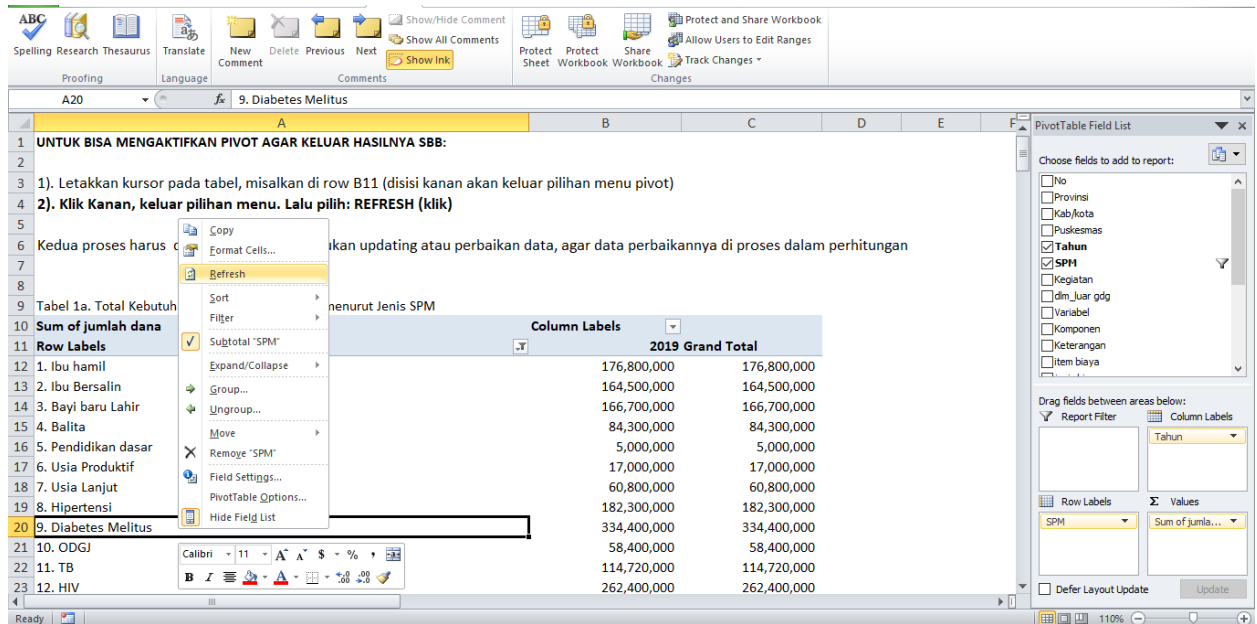 ABC
Spelling Research Thesaurus
Proofing
Translate
Language
New Comment
Delete Previous Next
Show/Hide Comment
Show All Comments
Show Ink
Comments
Protect Sheet
Protect Workbook
Share Workbook
Protect and Share Workbook
Allow Users to Edit Ranges
Track Changes
Changes
A20
fx 9. Diabetes Melitus
A B C D E F
1 UNTUK BISA MENGAKTIFKAN PIVOT AGAR KELUAR HASILNYA SBB:
2
3 1). Letakkan kursor pada tabel, misalkan di row B11 (disisi kanan akan keluar pilihan menu pivot)
4 2). Klik Kanan, keluar pilihan menu. Lalu pilih: REFRESH (klik)
5
6 Kedua proses harus ukan updating atau perbaikan data, agar data perbaikannya di proses dalam perhitungan
7
8
9 Tabel 1a. Total Kebutuh menurut Jenis SPM
10 Sum of jumlah dana Column Labels
11 Row Labels 2019 Grand Total
12 1. Ibu hamil 176,800,000 176,800,000
13 2. Ibu Bersalin 164,500,000 164,500,000
14 3. Bayi baru Lahir 166,700,000 166,700,000
15 4. Balita 84,300,000 84,300,000
16 5. Pendidikan dasar 5,000,000 5,000,000
17 6. Usia Produktif 17,000,000 17,000,000
18 7. Usia Lanjut 60,800,000 60,800,000
19 8. Hipertensi 182,300,000 182,300,000
20 9. Diabetes Melitus 334,400,000 334,400,000
21 10. ODGJ 58,400,000 58,400,000
22 11. TB 114,720,000 114,720,000
23 12. HIV 262,400,000 262,400,000
Copy
Format Cells...
Refresh
Sort
Filter
Subtotal "SPM"
Expand/Collapse
Group...
Ungroup...
Move
Remove "SPM"
Field Settings...
PivotTable Options...
Hide Field List
Calibri 11 A A $ % ,
B I A
PivotTable Field List
Choose fields to add to report:
No
Provinsi
Kab/kota
Puskesmas
Tahun
SPM
Kegiatan
dlm_luar gdg
Variabel
Komponen
Keterangan
item biaya
Drag fields between areas below:
Report Filter
Column Labels
Tahun
Row Labels
Σ Values
SPM
Sum of jumla...
Defer Layout Update
Update
Ready
110%